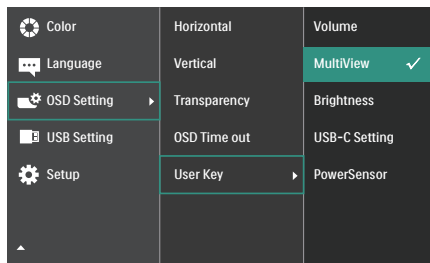 Color
Language
OSD Setting
USB Setting
Setup
Horizontal
Vertical
Transparency
OSD Time out
User Key
Volume
MultiView
Brightness
USB-C Setting
PowerSensor